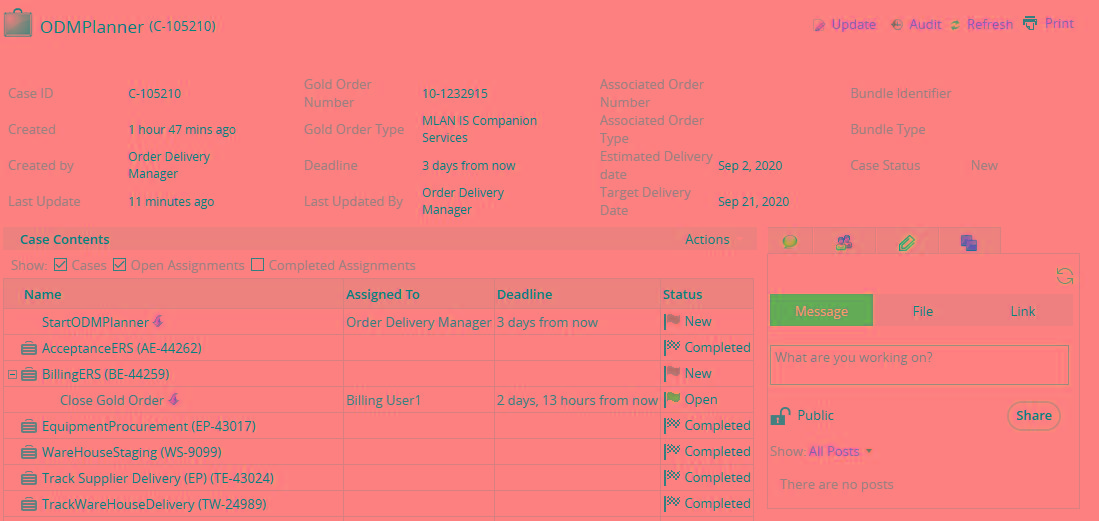 ODMPlanner (C-105210)
Update Audit Refresh Print
Case ID C-105210 Gold Order Number 10-1232915 Associated Order Number Bundle Identifier
Created 1 hour 47 mins ago Gold Order Type MLAN IS Companion Services Associated Order Type Bundle Type
Created by Order Delivery Manager Deadline 3 days from now Estimated Delivery date Sep 2, 2020 Case Status New
Last Update 11 minutes ago Last Updated By Order Delivery Manager Target Delivery Date Sep 21, 2020
Case Contents Actions
Show: Cases Open Assignments Completed Assignments
Name Assigned To Deadline Status
StartODMPlanner Order Delivery Manager 3 days from now New
AcceptanceERS (AE-44262) Completed
BillingERS (BE-44259) New
Close Gold Order Billing User1 2 days, 13 hours from now Open
EquipmentProcurement (EP-43017) Completed
WareHouseStaging (WS-9099) Completed
Track Supplier Delivery (EP) (TE-43024) Completed
TrackWareHouseDelivery (TW-24989) Completed
Message File Link
What are you working on?
Public Share
Show: All Posts
There are no posts